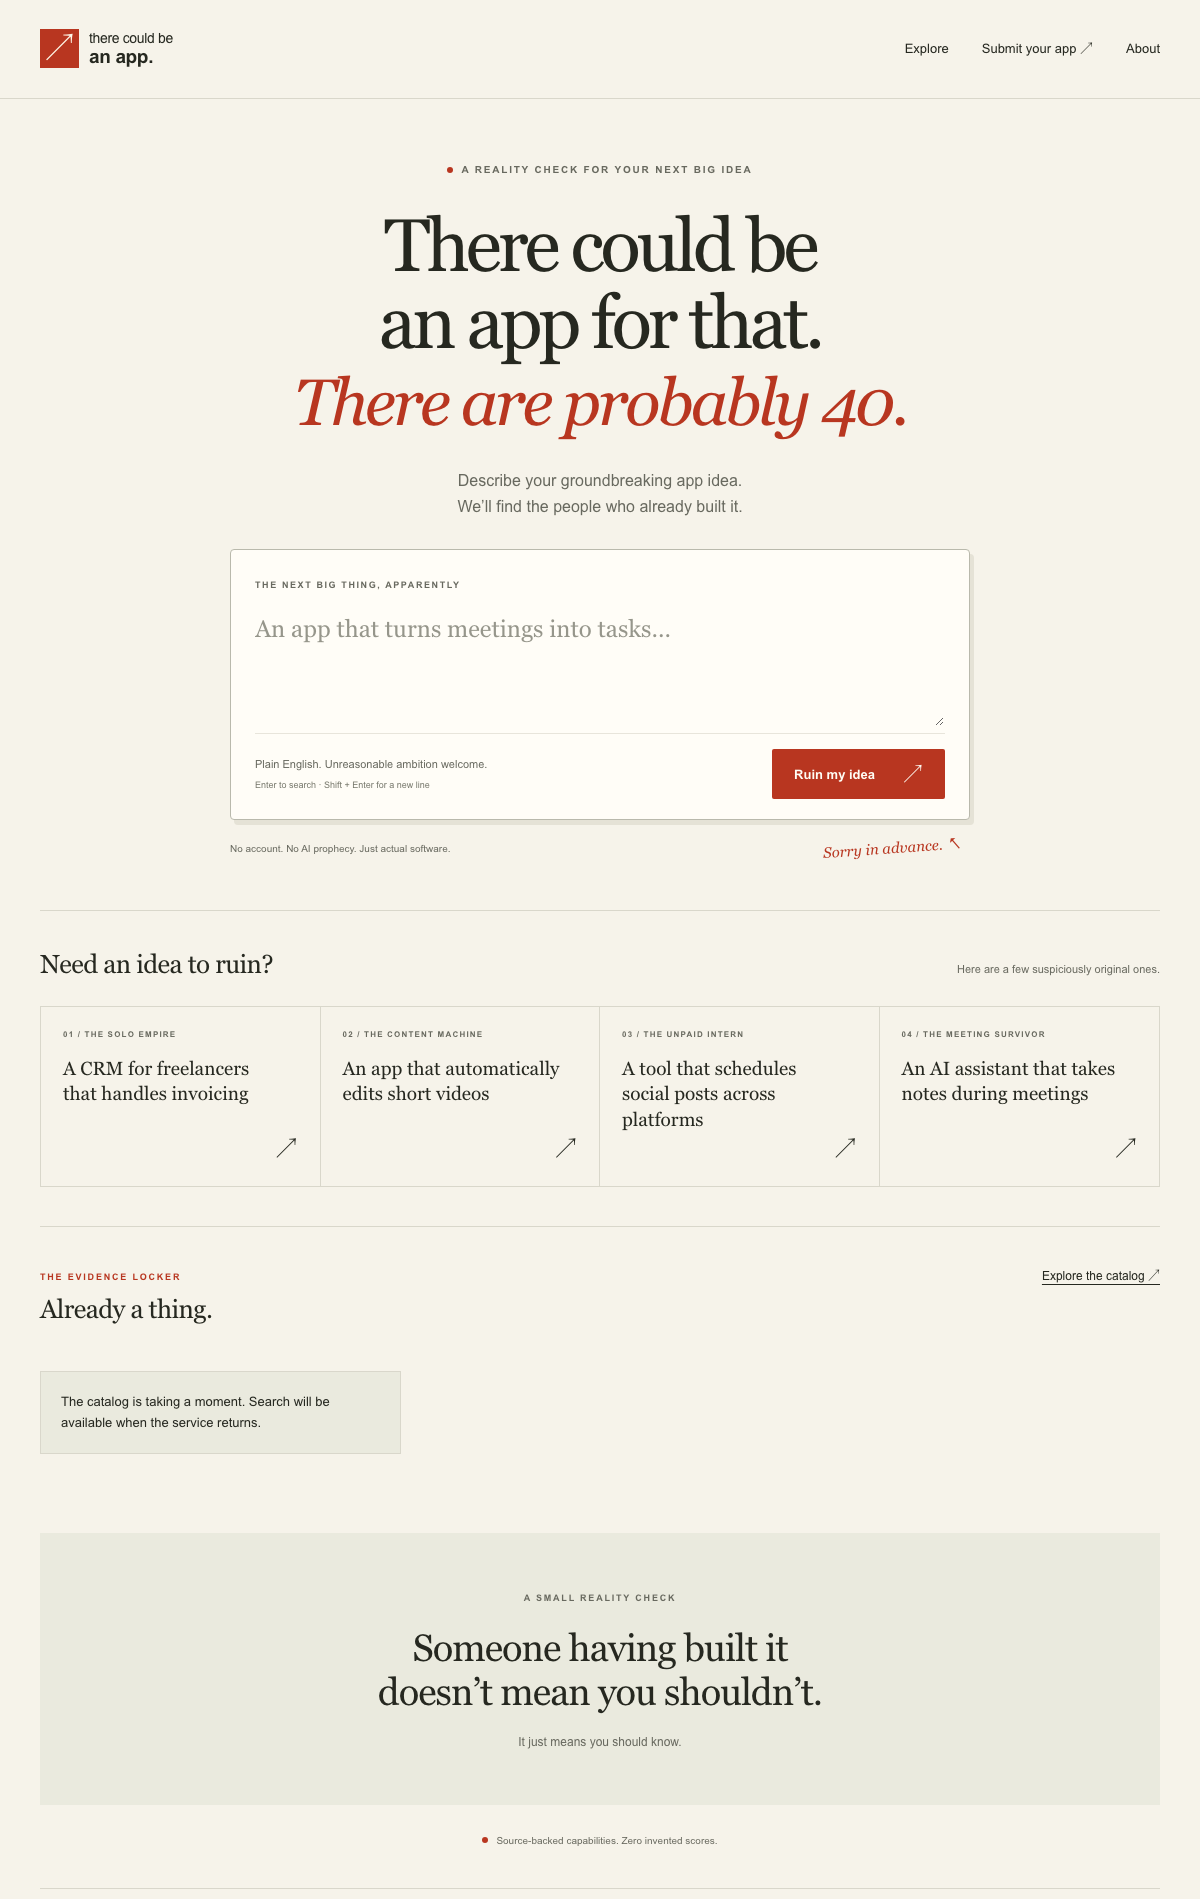 there could be
an app.
Explore
Submit your app
About
A REALITY CHECK FOR YOUR NEXT BIG IDEA
There could be
an app for that.
There are probably 40.
Describe your groundbreaking app idea.
We’ll find the people who already built it.
THE NEXT BIG THING, APPARENTLY
An app that turns meetings into tasks...
Plain English. Unreasonable ambition welcome.
Enter to search · Shift + Enter for a new line
Ruin my idea
No account. No AI prophecy. Just actual software.
Sorry in advance.
Need an idea to ruin?
Here are a few suspiciously original ones.
01 / THE SOLO EMPIRE
A CRM for freelancers
that handles invoicing
02 / THE CONTENT MACHINE
An app that automatically
edits short videos
03 / THE UNPAID INTERN
A tool that schedules
social posts across
platforms
04 / THE MEETING SURVIVOR
An AI assistant that takes
notes during meetings
THE EVIDENCE LOCKER
Already a thing.
Explore the catalog
The catalog is taking a moment. Search will be
available when the service returns.
A SMALL REALITY CHECK
Someone having built it
doesn’t mean you shouldn’t.
It just means you should know.
Source-backed capabilities. Zero invented scores.